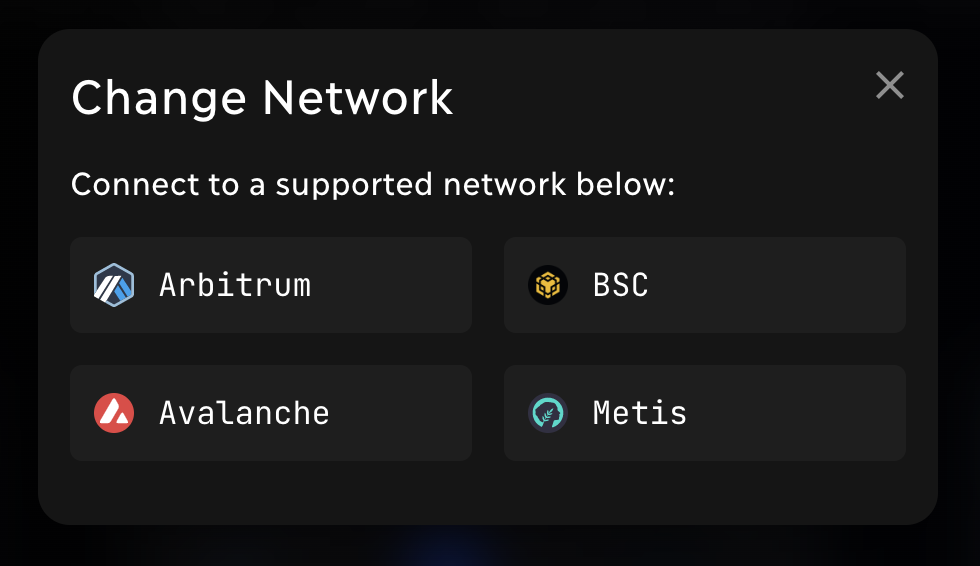 Change Network
Connect to a supported network below:
Arbitrum
BSC
Avalanche
Metis